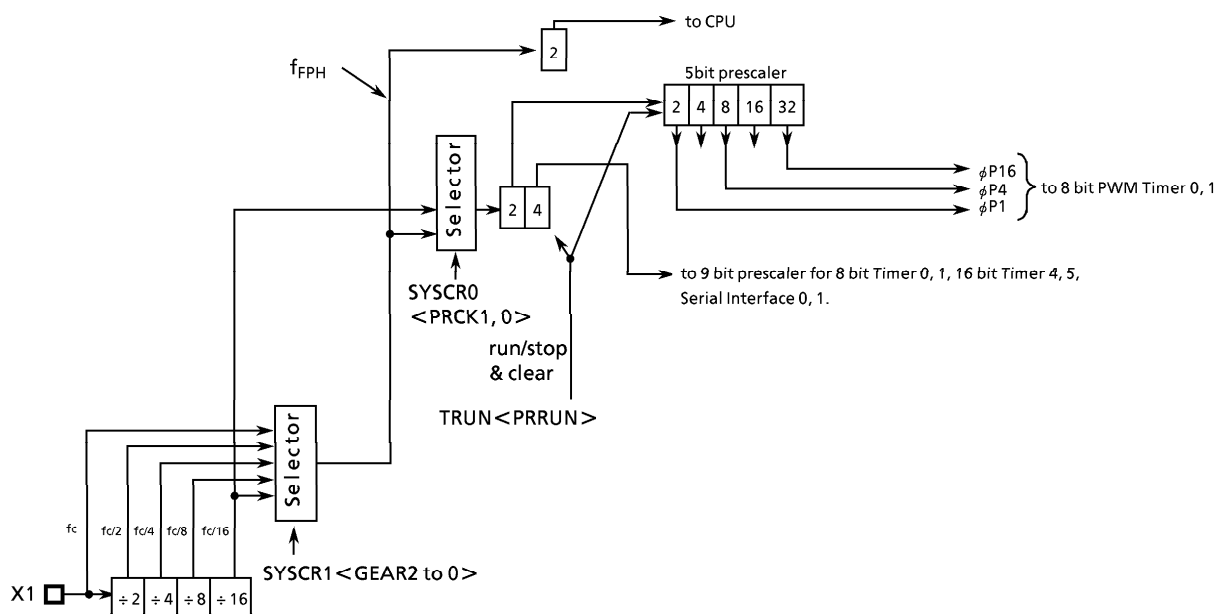 to CPU
2
fFPH
5bit prescaler
2 4 8 16 32
Selector
2 4
φP16
φP4
φP1
to 8 bit PWM Timer 0, 1
SYSCR0
<PRCK1, 0>
to 9 bit prescaler for 8 bit Timer 0, 1, 16 bit Timer 4, 5,
Serial Interface 0, 1.
run/stop
& clear
TRUN<PRRUN>
Selector
fc fc/2 fc/4 fc/8 fc/16
SYSCR1<GEAR2 to 0>
X1
÷2 ÷4 ÷8 ÷16